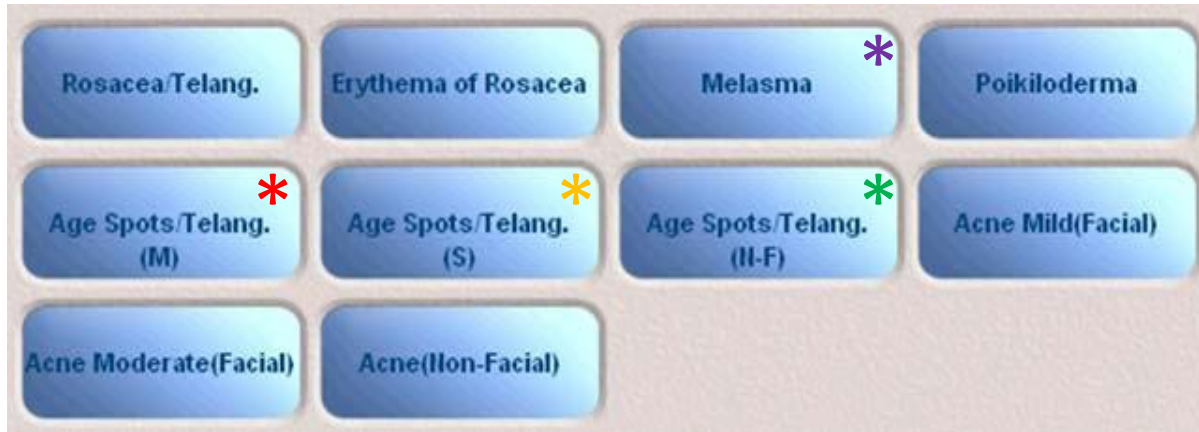 Rosacea/Telang.
Erythema of Rosacea
Melasma *
Poikiloderma
Age Spots/Telang. *
(M)
Age Spots/Telang. *
(S)
Age Spots/Telang. *
(N-F)
Acne Mild(Facial)
Acne Moderate(Facial)
Acne(Non-Facial)